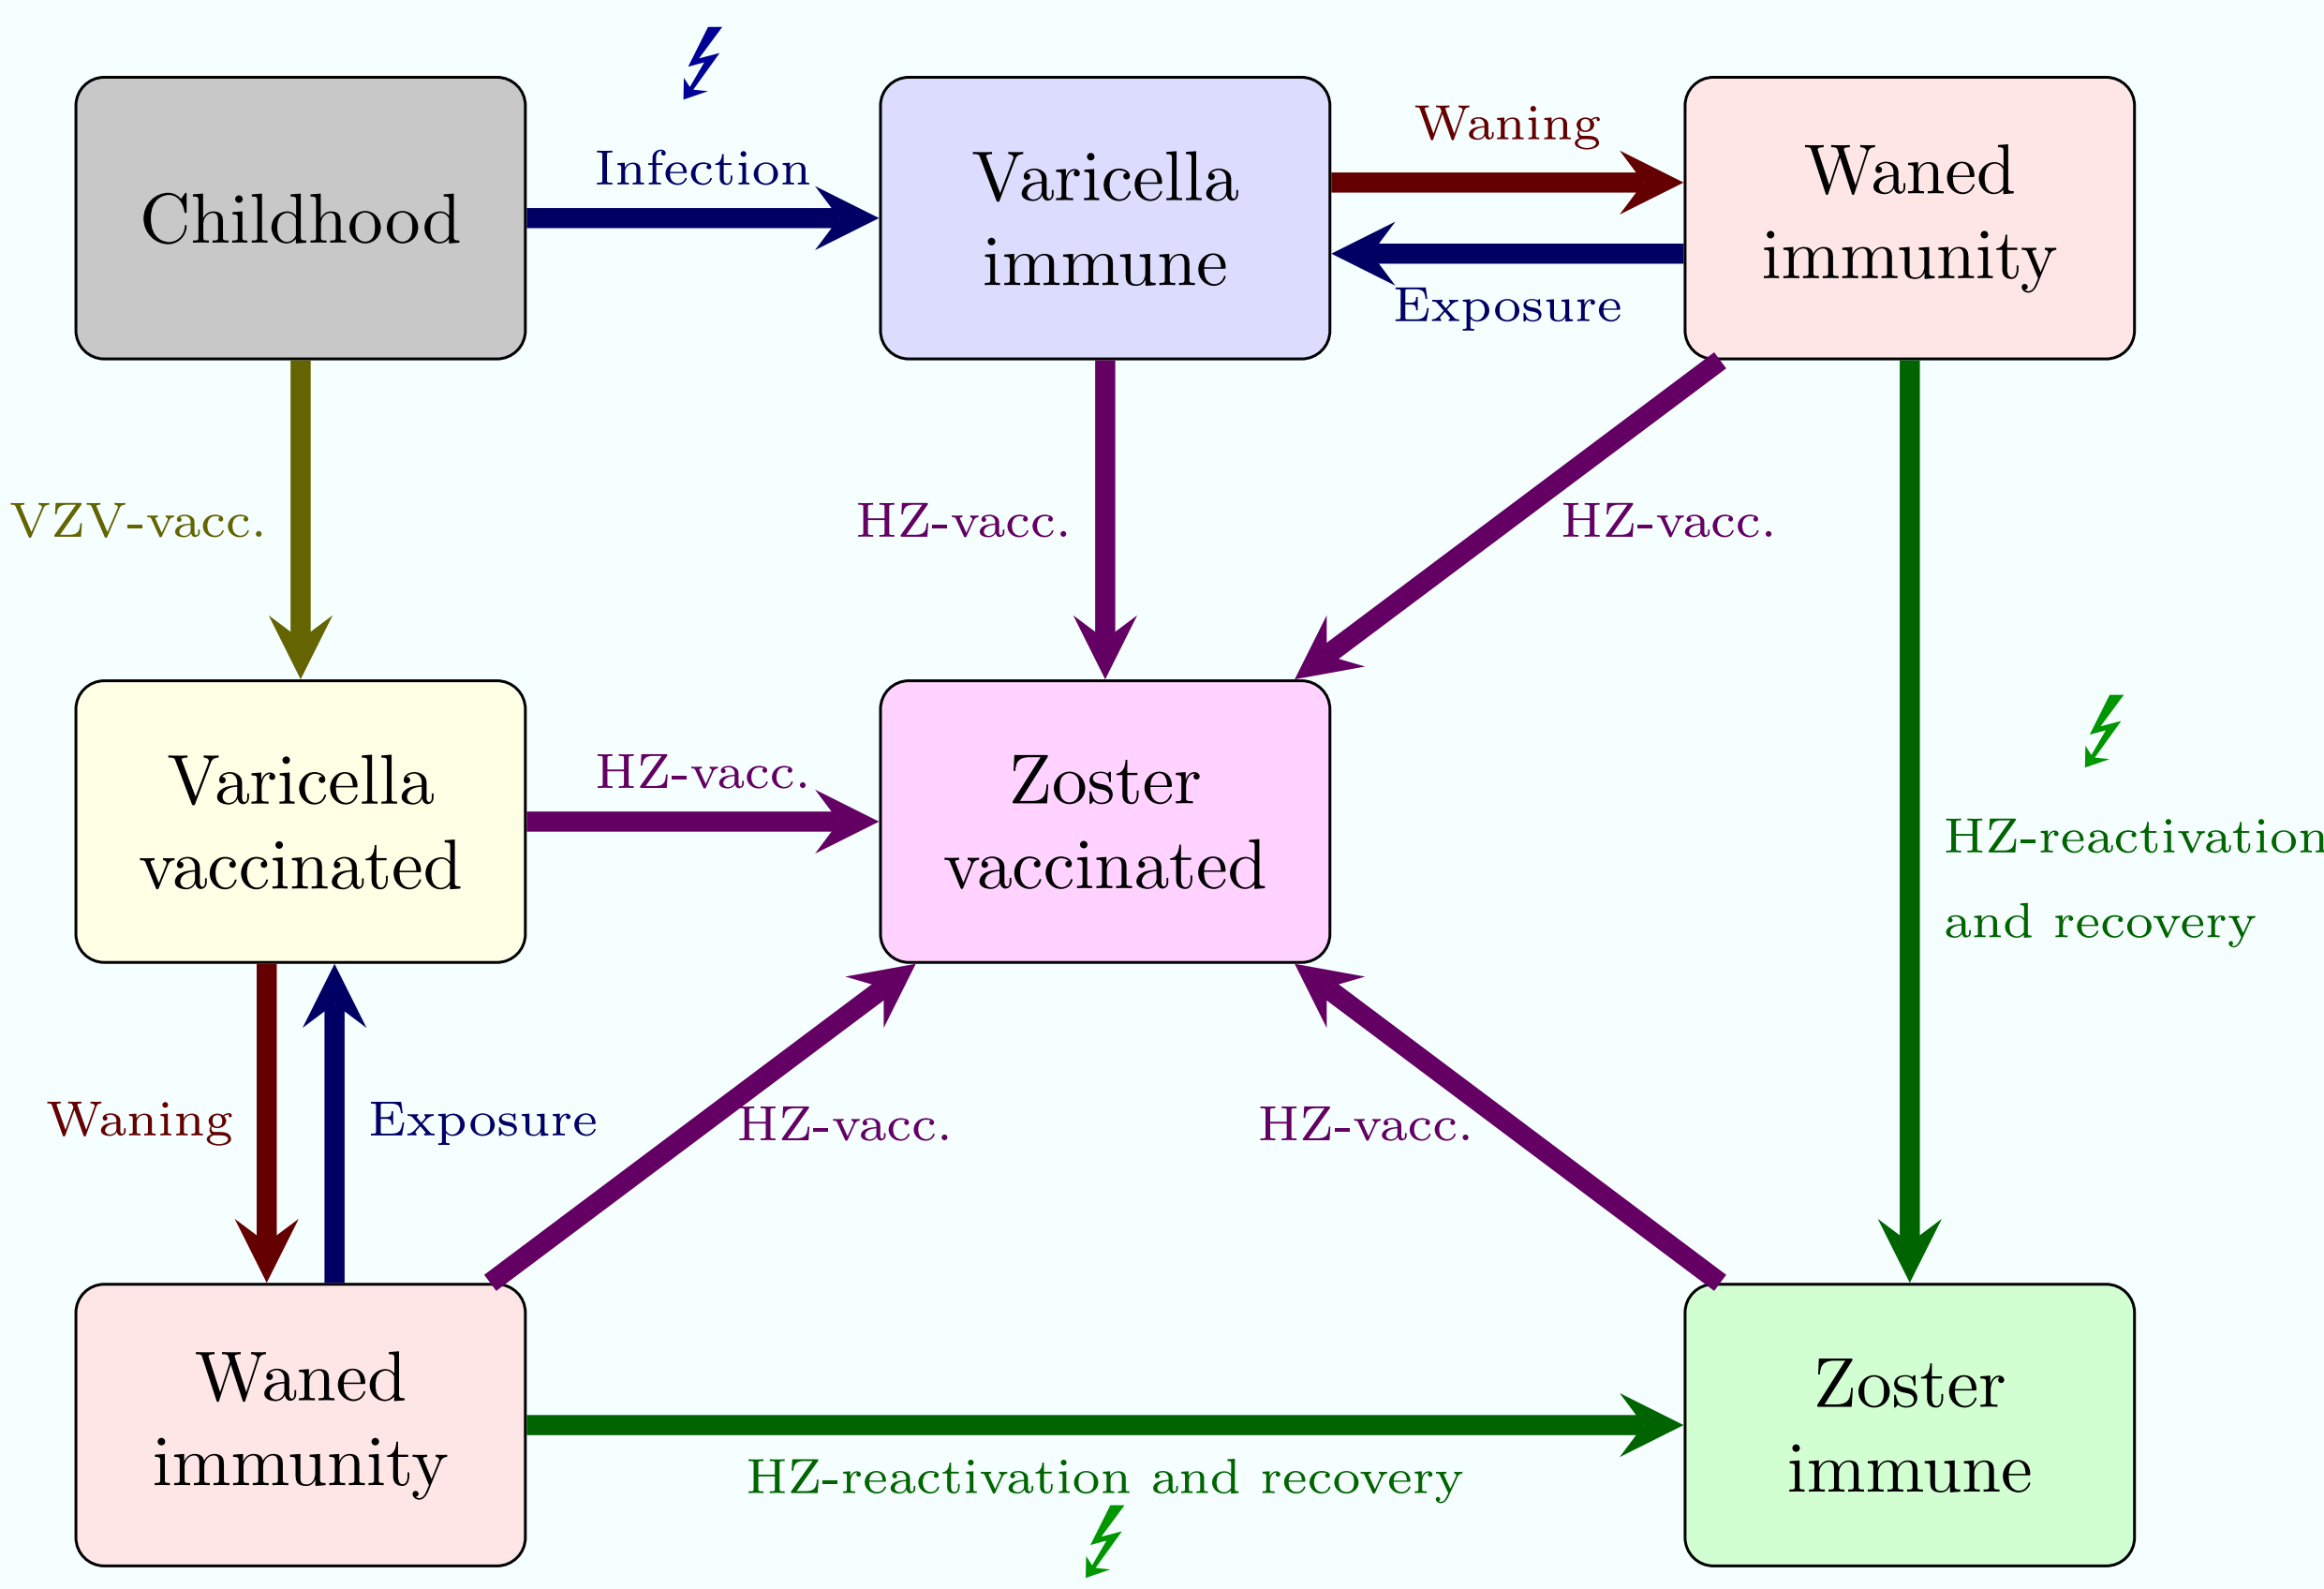 Childhood
Infection
Varicella
immune
Waning
Exposure
Waned
immunity
VZV-vacc.
HZ-vacc.
HZ-vacc.
Varicella
vaccinated
HZ-vacc.
Zoster
vaccinated
HZ-reactivation
and recovery
Waning
Exposure
HZ-vacc.
HZ-vacc.
Waned
immunity
HZ-reactivation and recovery
Zoster
immune